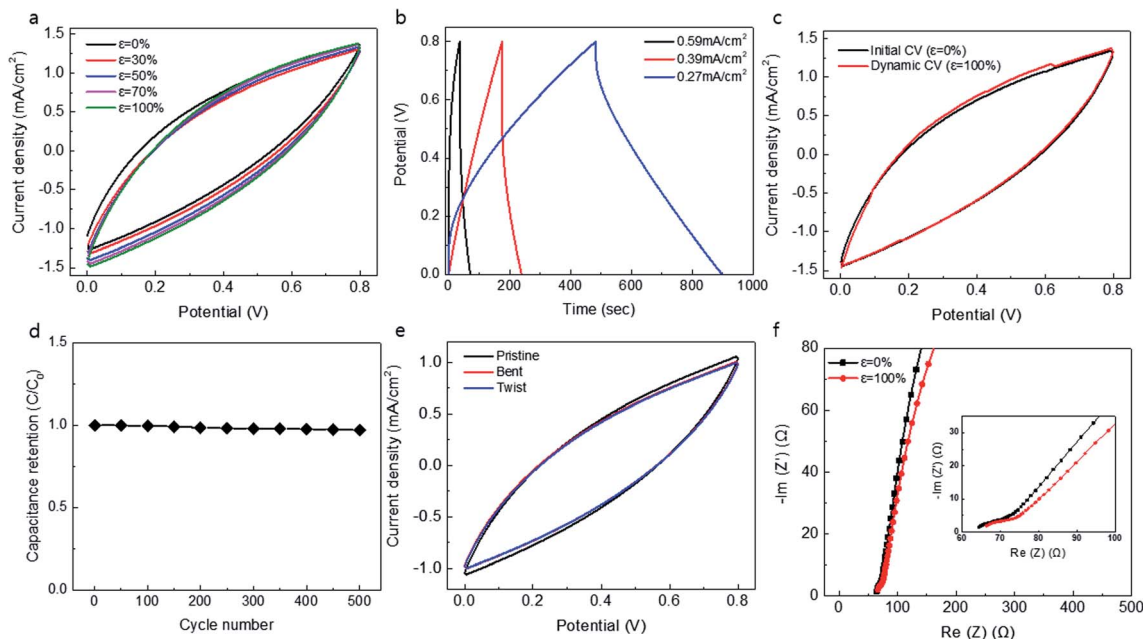 a
ε=0%
ε=30%
ε=50%
ε=70%
ε=100%
Current density (mA/cm²)
1.5
1.0
0.5
0.0
-0.5
-1.0
-1.5
0.0 0.2 0.4 0.6 0.8
Potential (V)
b
0.59mA/cm²
0.39mA/cm²
0.27mA/cm²
Potential (V)
0.8
0.6
0.4
0.2
0.0
0 200 400 600 800 1000
Time (sec)
c
Initial CV (ε=0%)
Dynamic CV (ε=100%)
Current density (mA/cm²)
1.5
1.0
0.5
0.0
-0.5
-1.0
-1.5
0.0 0.2 0.4 0.6 0.8
Potential (V)
d
Capacitance retention (C/C₀)
1.5
1.0
0.5
0.0
0 100 200 300 400 500
Cycle number
e
Pristine
Bent
Twist
Current density (mA/cm²)
1.0
0.5
0.0
-0.5
-1.0
0.0 0.2 0.4 0.6 0.8
Potential (V)
f
ε=0%
ε=100%
-Im (Z') (Ω)
80
60
40
20
0
0 100 200 300 400 500
Re (Z) (Ω)
-Im (Z') (Ω)
30
20
10
0
60 70 80 90 100
Re (Z) (Ω)